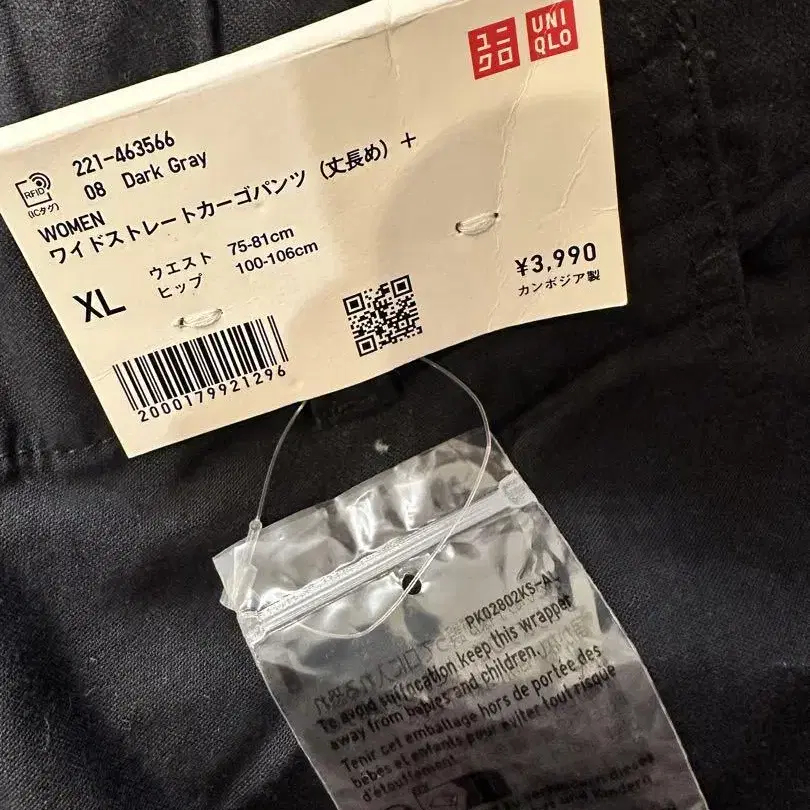 ユニ
クロ
UNI
QLO
221-463566
08 Dark Gray
RFID
(ICタグ)
WOMEN
ワイドストレートカーゴパンツ（丈長め）＋
XL
ウエスト 75-81cm
ヒップ 100-106cm
¥3,990
カンボジア製
2000179921296
PK02802KS-AL
To avoid suffocation keep this wrapper
away from babies and children.
Tenir cet emballage hors de portée des
bébés et enfants pour éviter tout risque
d'étouffement.